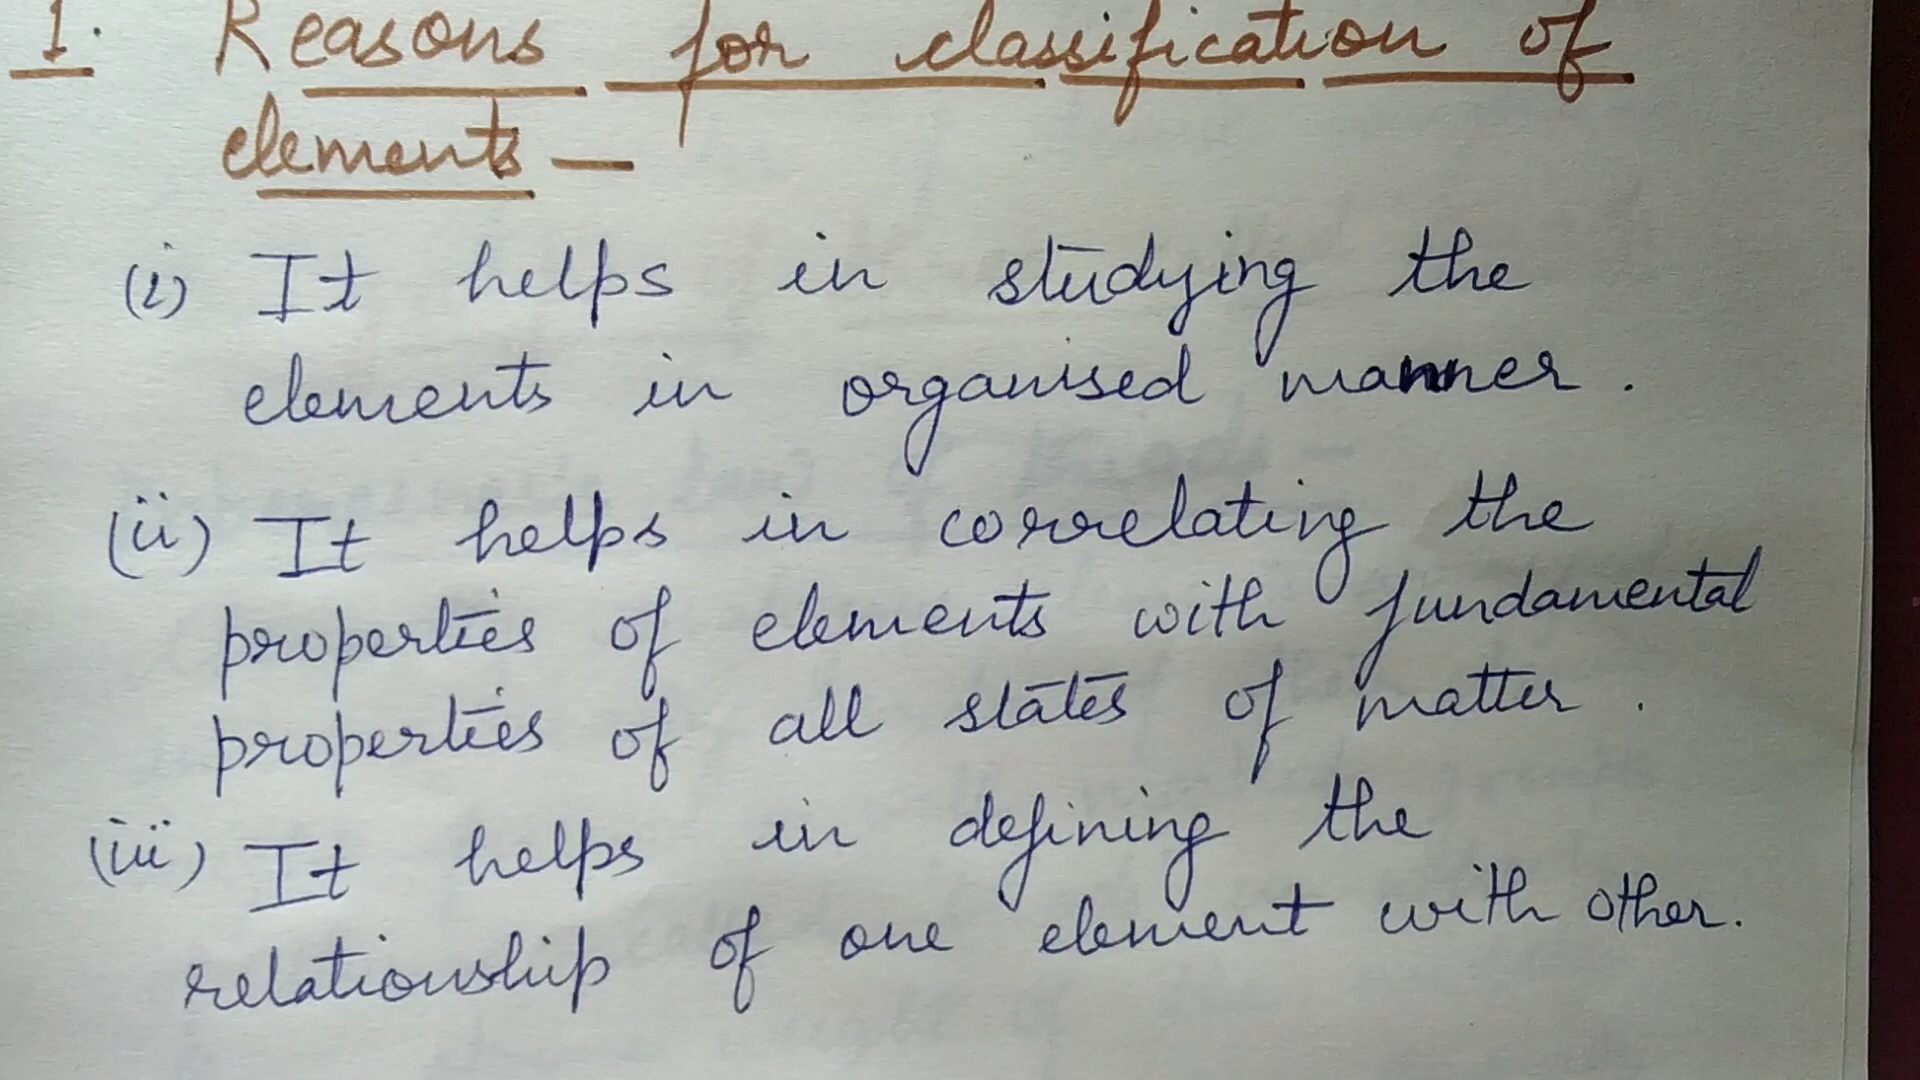 1. Reasons for classification of
elements —
(i) It helps in studying the
elements in organised manner.
(ii) It helps in correlating the
properties of elements with fundamental
properties of all states of matter.
(iii) It helps in defining the
relationship of one element with other.